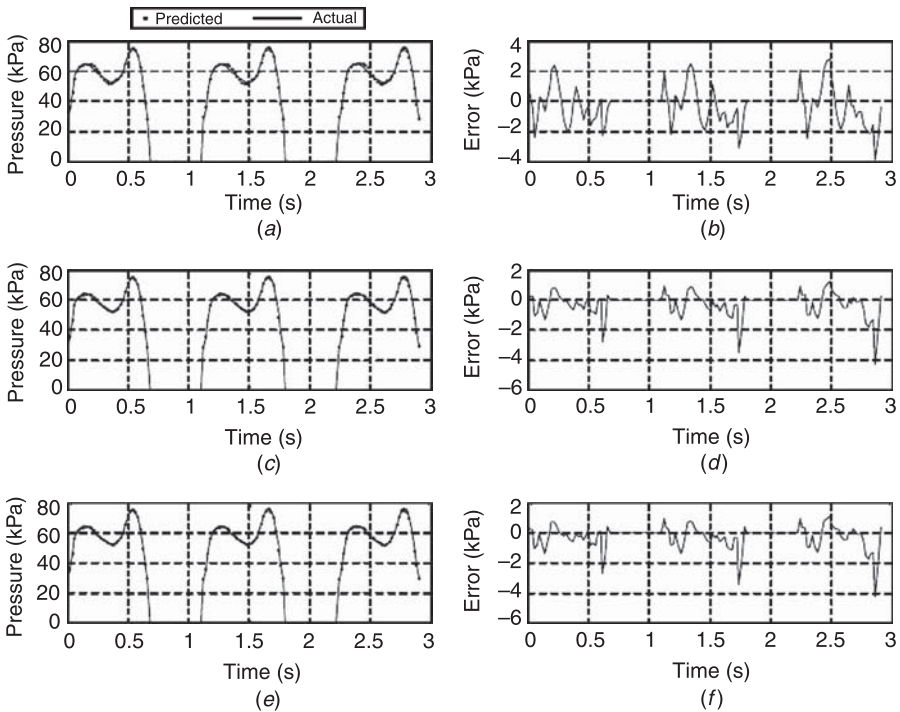 Predicted Actual
Pressure (kPa)
80
60
40
20
0
0 0.5 1 1.5 2 2.5 3
Time (s)
(a)
Error (kPa)
4
2
0
–2
–4
0 0.5 1 1.5 2 2.5 3
Time (s)
(b)
Pressure (kPa)
80
60
40
20
0
0 0.5 1 1.5 2 2.5 3
Time (s)
(c)
Error (kPa)
2
0
–2
–4
–6
0 0.5 1 1.5 2 2.5 3
Time (s)
(d)
Pressure (kPa)
80
60
40
20
0
0 0.5 1 1.5 2 2.5 3
Time (s)
(e)
Error (kPa)
2
0
–2
–4
–6
0 0.5 1 1.5 2 2.5 3
Time (s)
(f)